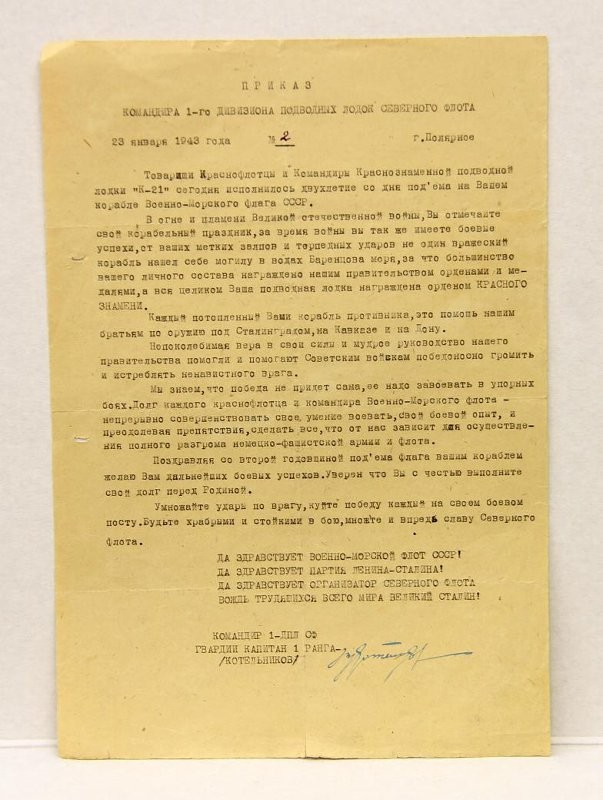 ПРИКАЗ
КОМАНДИРА 1-го ДИВИЗИОНА ПОДВОДНЫХ ЛОДОК СЕВЕРНОГО ФЛОТА
23 января 1943 года № 2 г.Полярное
Товарищи Краснофлотцы и Командиры Краснознаменной подводной
лодки "К-21" сегодня исполнилось двухлетие со дня под'ема на Вашем
корабле Военно-Морского флага СССР.
В огне и пламени Великой отечественной войны,Вы отмечаете
свой корабельный праздник,за время войны вы так же имеете боевые
успехи,от ваших метких залпов и торпедных ударов не один вражеский
корабль нашел себе могилу в водах Баренцова моря,за что большинство
вашего личного состава награждено нашим правительством орденами и ме-
далями,а вся целиком Ваша подводная лодка награждена орденом КРАСНОГО
ЗНАМЕНИ.
Каждый потопленный Вами корабль противника,это помощь нашим
братьям по оружию под Сталинградом,на Кавказе и на Дону.
Непоколебимая вера в свои силы и мудрое руководство нашего
правительства помогли и помогают Советским войскам победоносно громить
и истреблять ненавистного врага.
Мы знаем,что победа не придет сама,ее надо завоевать в упорных
боях.Долг каждого краснофлотца и командира Военно-Морского флота -
непрерывно совершенствовать свое умение воевать,свой боевой опыт, и
преодолевая препятствия,сделать все,что от нас зависит для осуществле-
ния полного разгрома немецко-фашистской армии и флота.
Поздравляя со второй годовщиной под'ема флага вашим кораблем
желаю Вам дальнейших боевых успехов.Уверен что Вы с честью выполните
свой долг перед Родиной.
Умножайте удары по врагу,куйте победу каждый на своем боевом
посту.Будьте храбрыми и стойкими в бою,множте и впредь славу Северного
флота.
ДА ЗДРАВСТВУЕТ ВОЕННО-МОРСКОЙ ФЛОТ СССР!
ДА ЗДРАВСТВУЕТ ПАРТИЯ ЛЕНИНА-СТАЛИНА!
ДА ЗДРАВСТВУЕТ ОРГАНИЗАТОР СЕВЕРНОГО ФЛОТА
ВОЖДЬ ТРУДЯЩИХСЯ ВСЕГО МИРА ВЕЛИКИЙ СТАЛИН!
КОМАНДИР 1-ДПЛ СФ
ГВАРДИИ КАПИТАН 1 РАНГА-
/КОТЕЛЬНИКОВ/